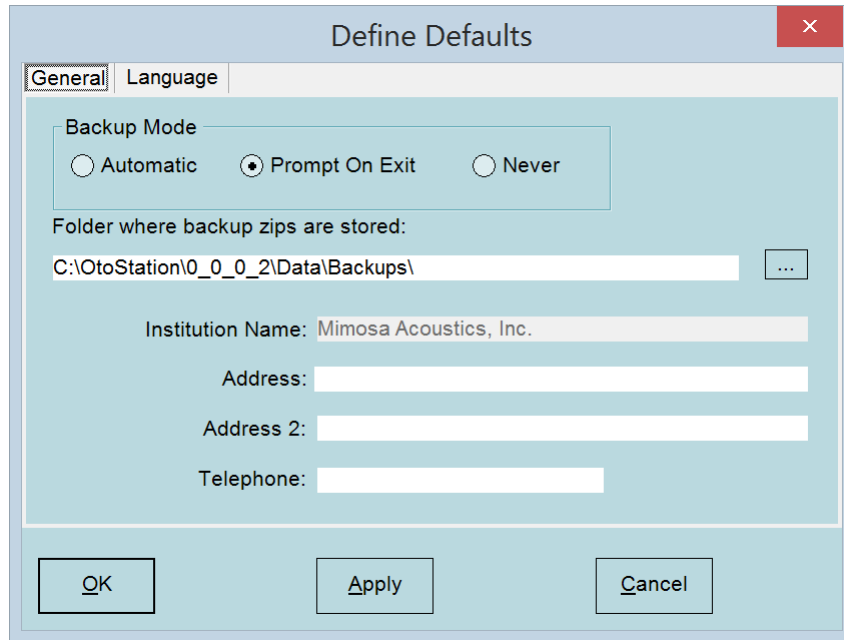 Define Defaults
General Language
Backup Mode
Automatic Prompt On Exit Never
Folder where backup zips are stored:
C:\OtoStation\0_0_0_2\Data\Backups\ ...
Institution Name: Mimosa Acoustics, Inc.
Address:
Address 2:
Telephone:
OK Apply Cancel